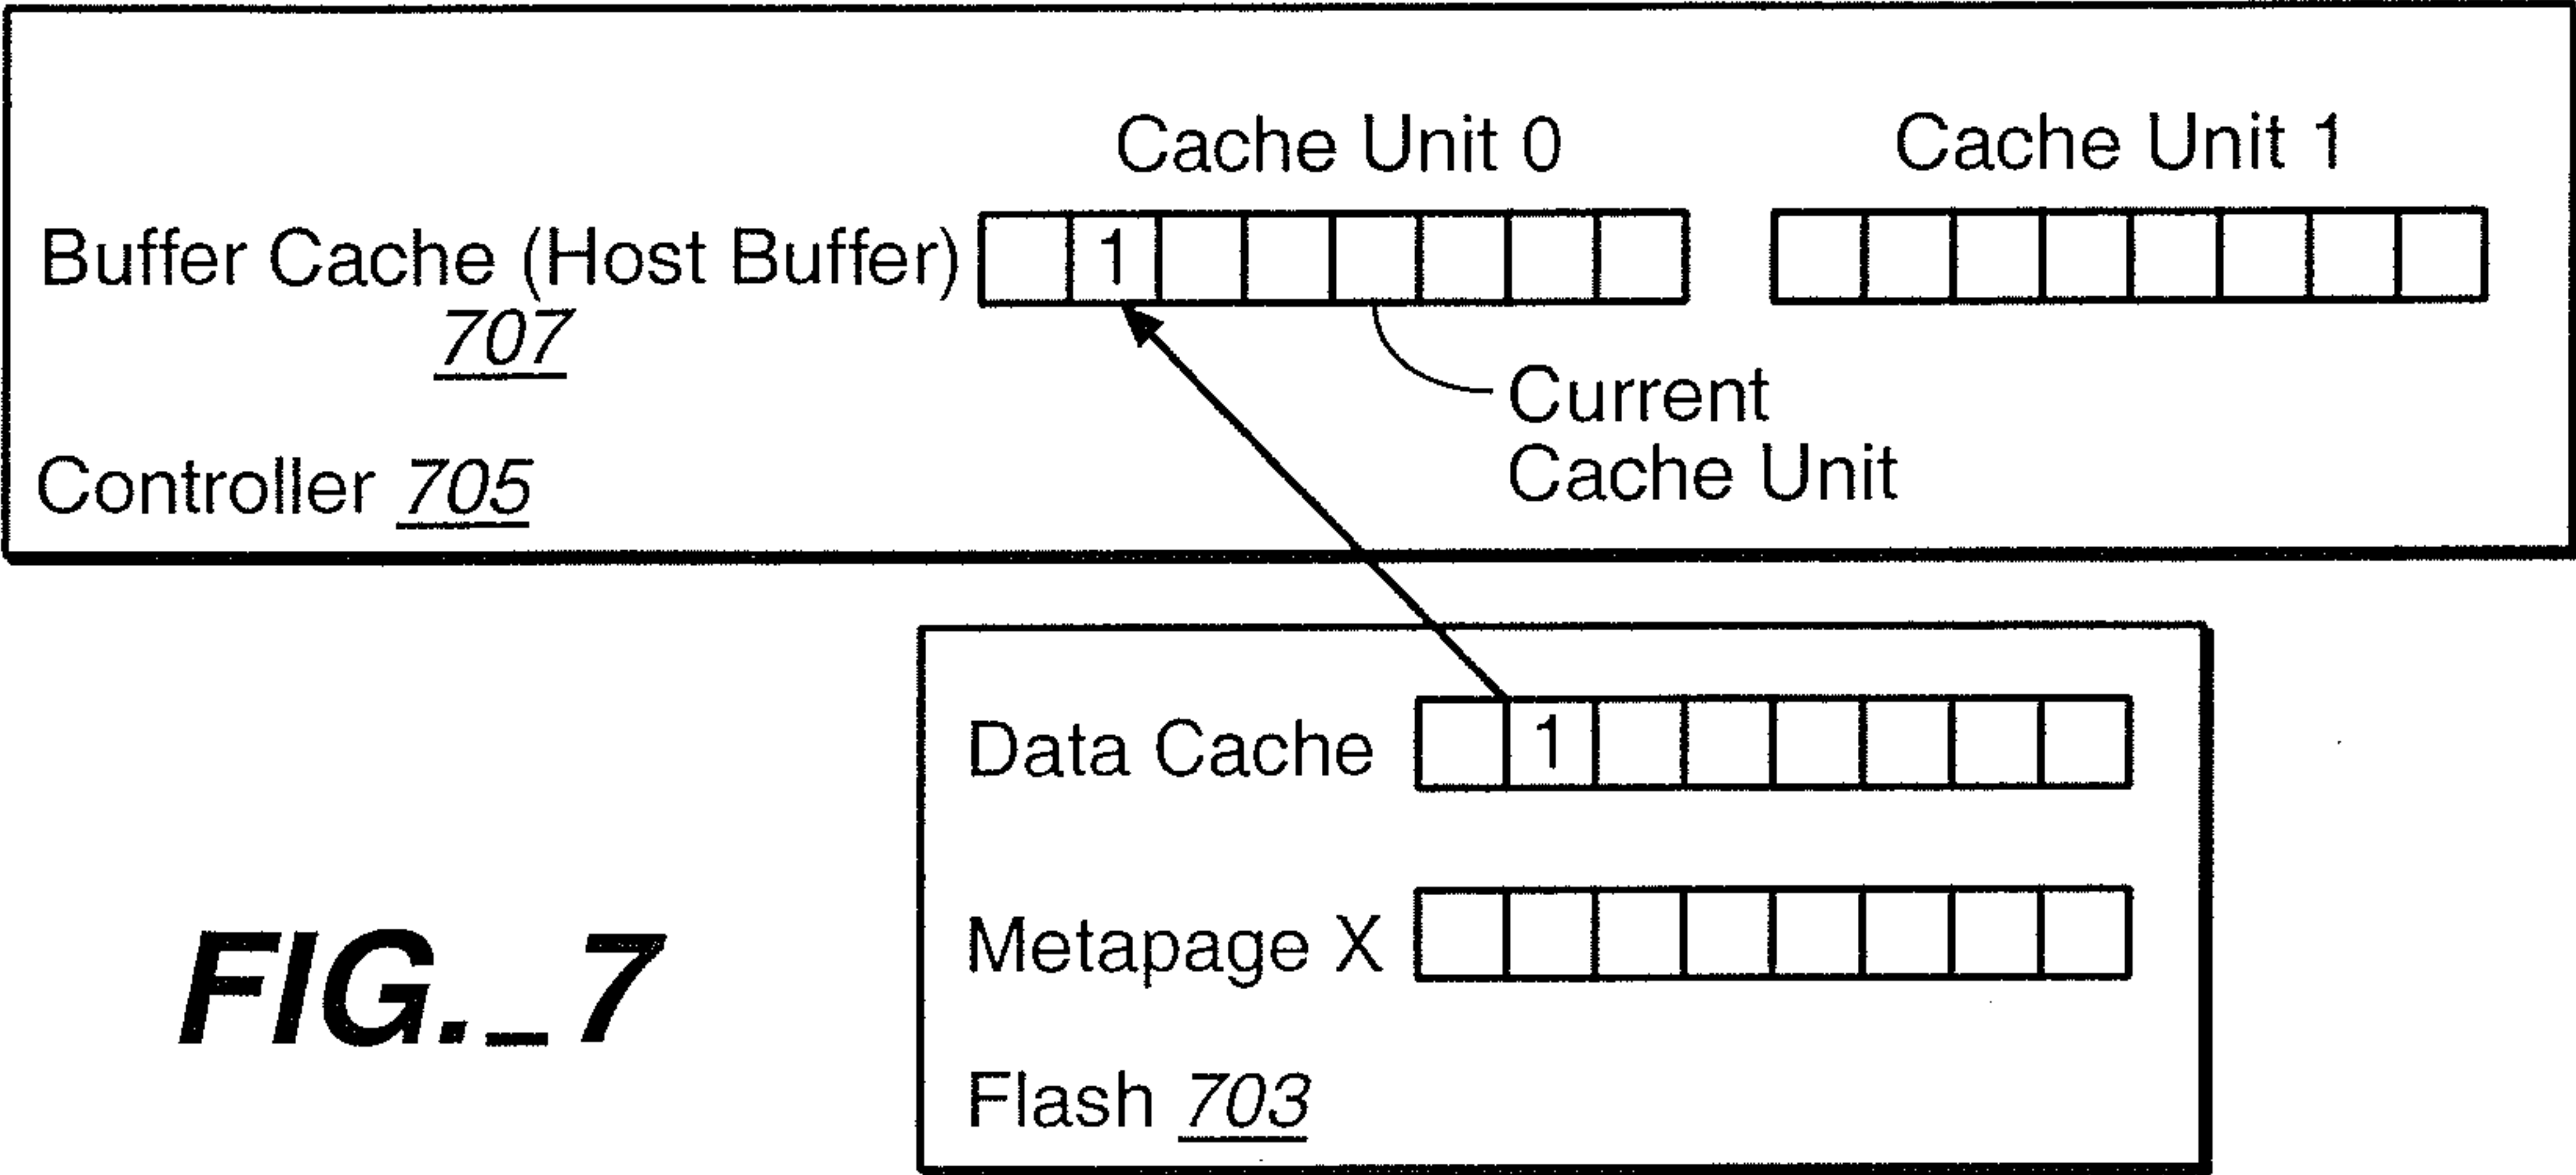 Cache Unit 0
Cache Unit 1
Buffer Cache (Host Buffer)
1
707
Current
Cache Unit
Controller 705
Data Cache
1
Metapage X
Flash 703
FIG._7